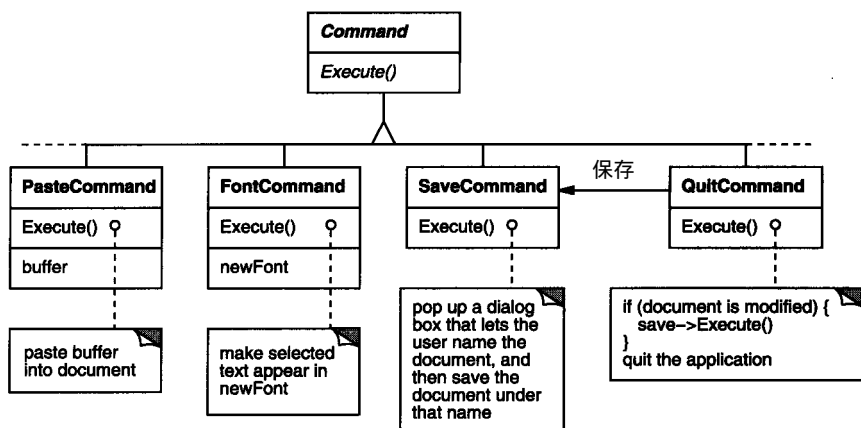 Command
Execute()
PasteCommand
Execute()
buffer
paste buffer
into document
FontCommand
Execute()
newFont
make selected
text appear in
newFont
SaveCommand
Execute()
pop up a dialog
box that lets the
user name the
document, and
then save the
document under
that name
保存
QuitCommand
Execute()
if (document is modified) {
save->Execute()
}
quit the application